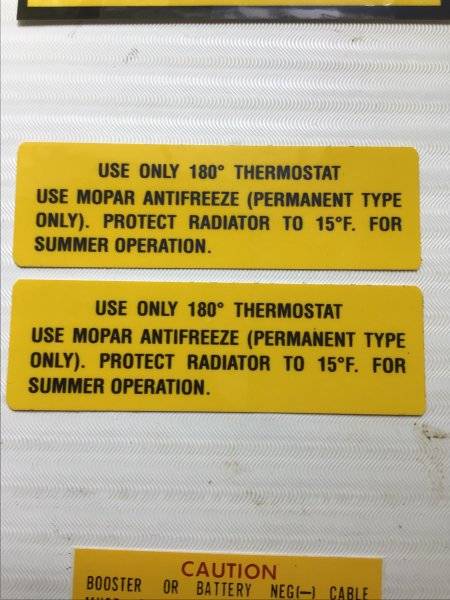 USE ONLY 180° THERMOSTAT
USE MOPAR ANTIFREEZE (PERMANENT TYPE
ONLY). PROTECT RADIATOR TO 15°F. FOR
SUMMER OPERATION.
USE ONLY 180° THERMOSTAT
USE MOPAR ANTIFREEZE (PERMANENT TYPE
ONLY). PROTECT RADIATOR TO 15°F. FOR
SUMMER OPERATION.
CAUTION
BOOSTER OR BATTERY NEG(-) CABLE